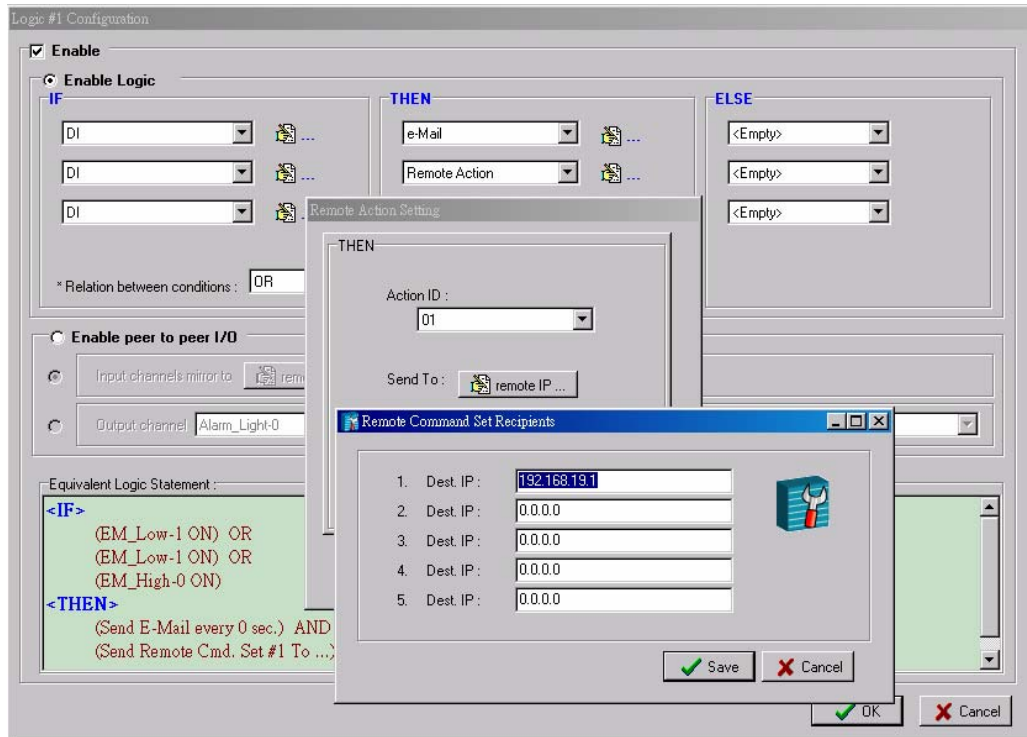 Logic #1 Configuration
Enable
Enable Logic
IF
DI
...
DI
...
DI
* Relation between conditions : OR
THEN
e-Mail
...
Remote Action
...
ELSE
<Empty>
<Empty>
<Empty>
Enable peer to peer I/O
Input channels mirror to
Output channel Alarm_Light-0
Equivalent Logic Statement :
<IF>
(EM_Low-1 ON) OR
(EM_Low-1 ON) OR
(EM_High-0 ON)
<THEN>
(Send E-Mail every 0 sec.) AND
(Send Remote Cmd. Set #1 To ...)
OK
Cancel
Remote Action Setting
THEN
Action ID :
01
Send To : remote IP ...
Remote Command Set Recipients
1. Dest. IP : 192.168.19.1
2. Dest. IP : 0.0.0.0
3. Dest. IP : 0.0.0.0
4. Dest. IP : 0.0.0.0
5. Dest. IP : 0.0.0.0
Save
Cancel